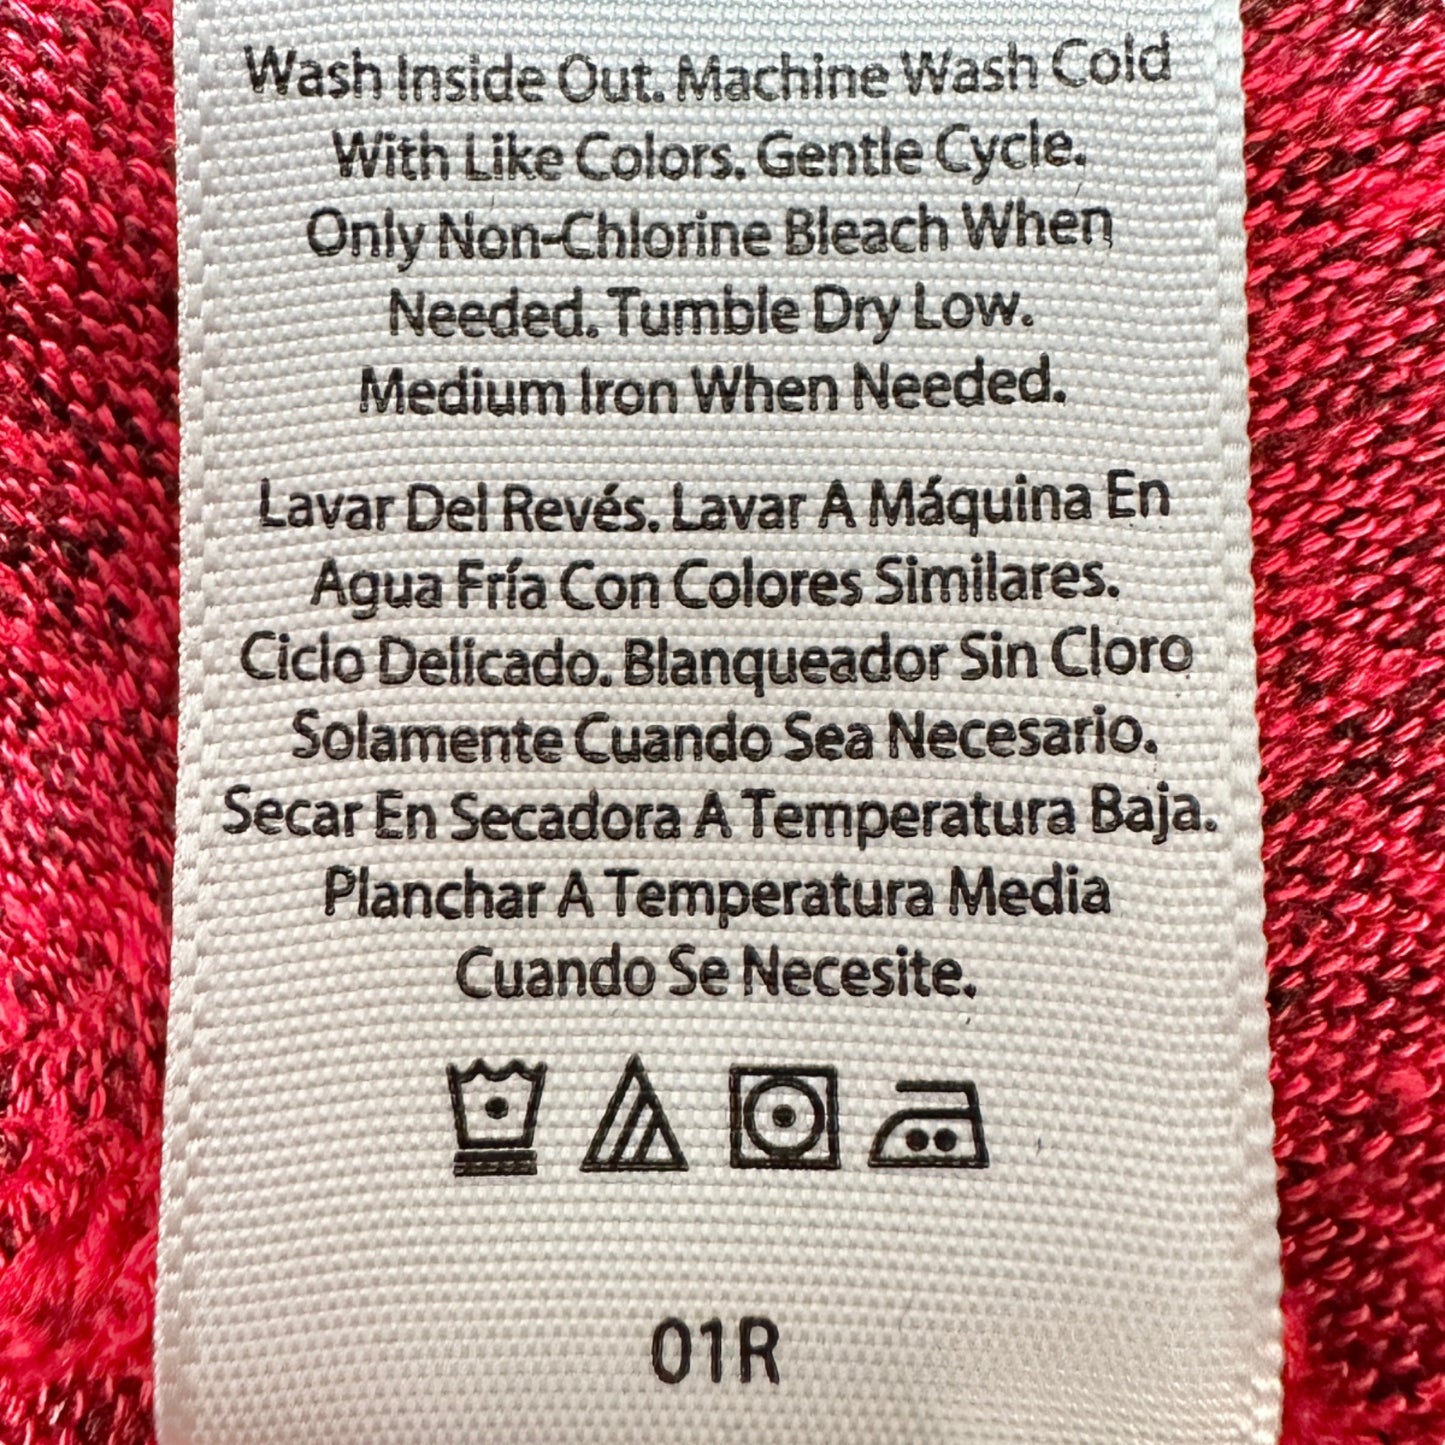 Wash Inside Out. Machine Wash Cold
With Like Colors. Gentle Cycle.
Only Non-Chlorine Bleach When
Needed. Tumble Dry Low.
Medium Iron When Needed.
Lavar Del Revés. Lavar A Máquina En
Agua Fría Con Colores Similares.
Ciclo Delicado. Blanqueador Sin Cloro
Solamente Cuando Sea Necesario.
Secar En Secadora A Temperatura Baja.
Planchar A Temperatura Media
Cuando Se Necesite.
01R